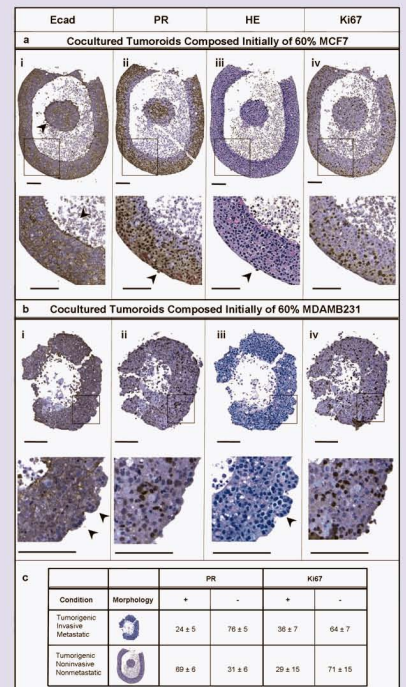 Ecad PR HE Ki67
a Cocultured Tumoroids Composed Initially of 60% MCF7
i ii iii iv
b Cocultured Tumoroids Composed Initially of 60% MDAMB231
i ii iii iv
c
PR Ki67
Condition Morphology + - + -
Tumorigenic
Invasive
Metastatic
24 ± 5 76 ± 5 36 ± 7 64 ± 7
Tumorigenic
Noninvasive
Nonmetastatic
69 ± 6 31 ± 6 29 ± 15 71 ± 15